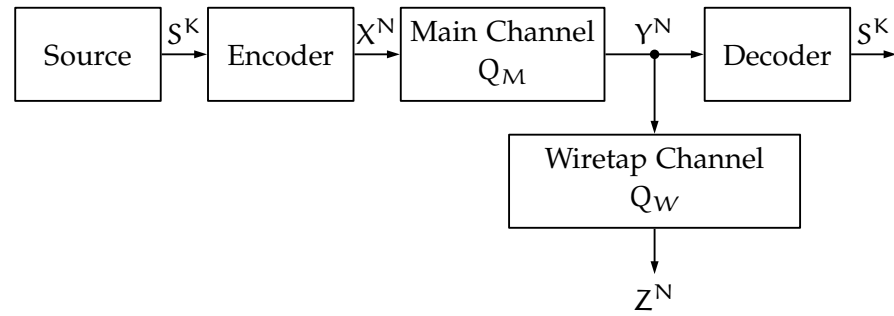 Source
S^K
Encoder
X^N
Main Channel
Q_M
Y^N
Decoder
S^K
Wiretap Channel
Q_W
Z^N